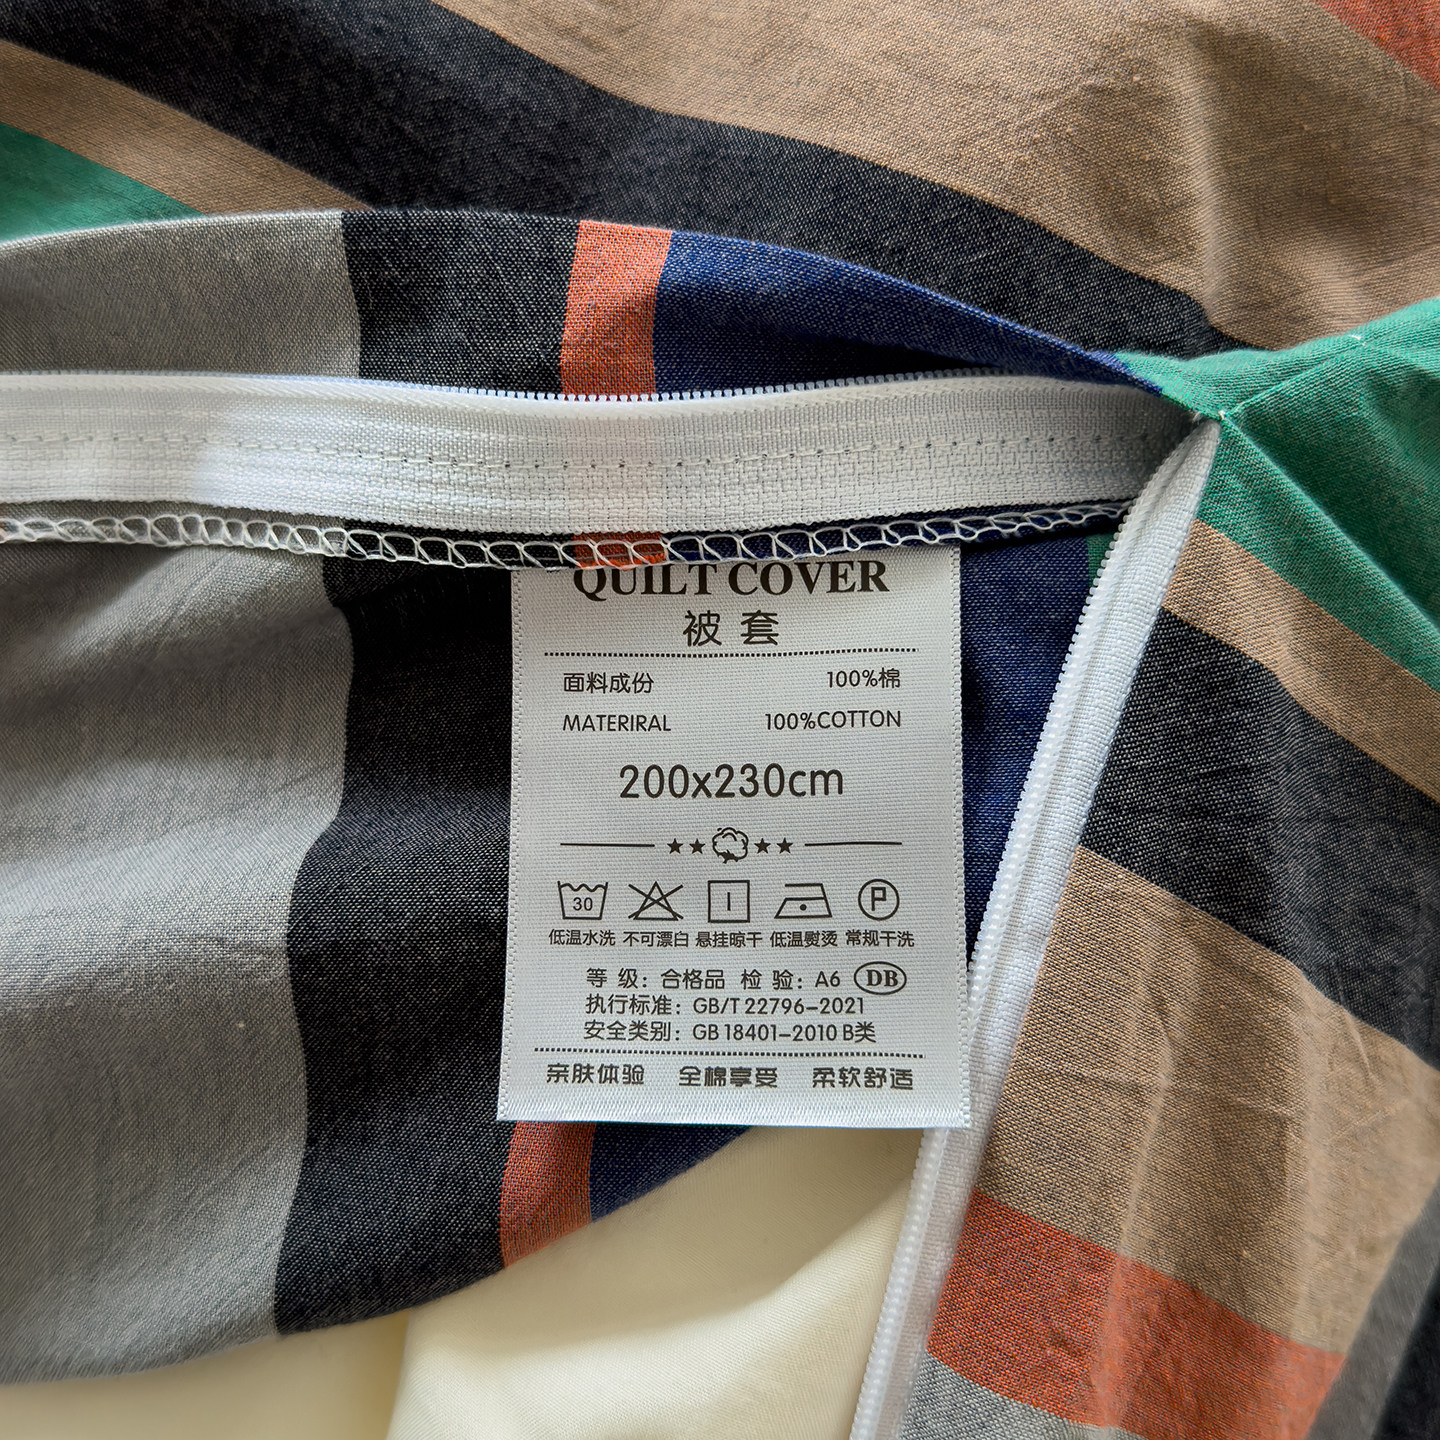 QUILT COVER
被 套
面料成份 100%棉
MATERIRAL 100%COTTON
200x230cm
30 P
低温水洗 不可漂白 悬挂晾干 低温熨烫 常规干洗
等 级：合格品 检 验：A6 DB
执行标准：GB/T 22796-2021
安全类别：GB 18401-2010 B类
亲肤体验 全棉享受 柔软舒适